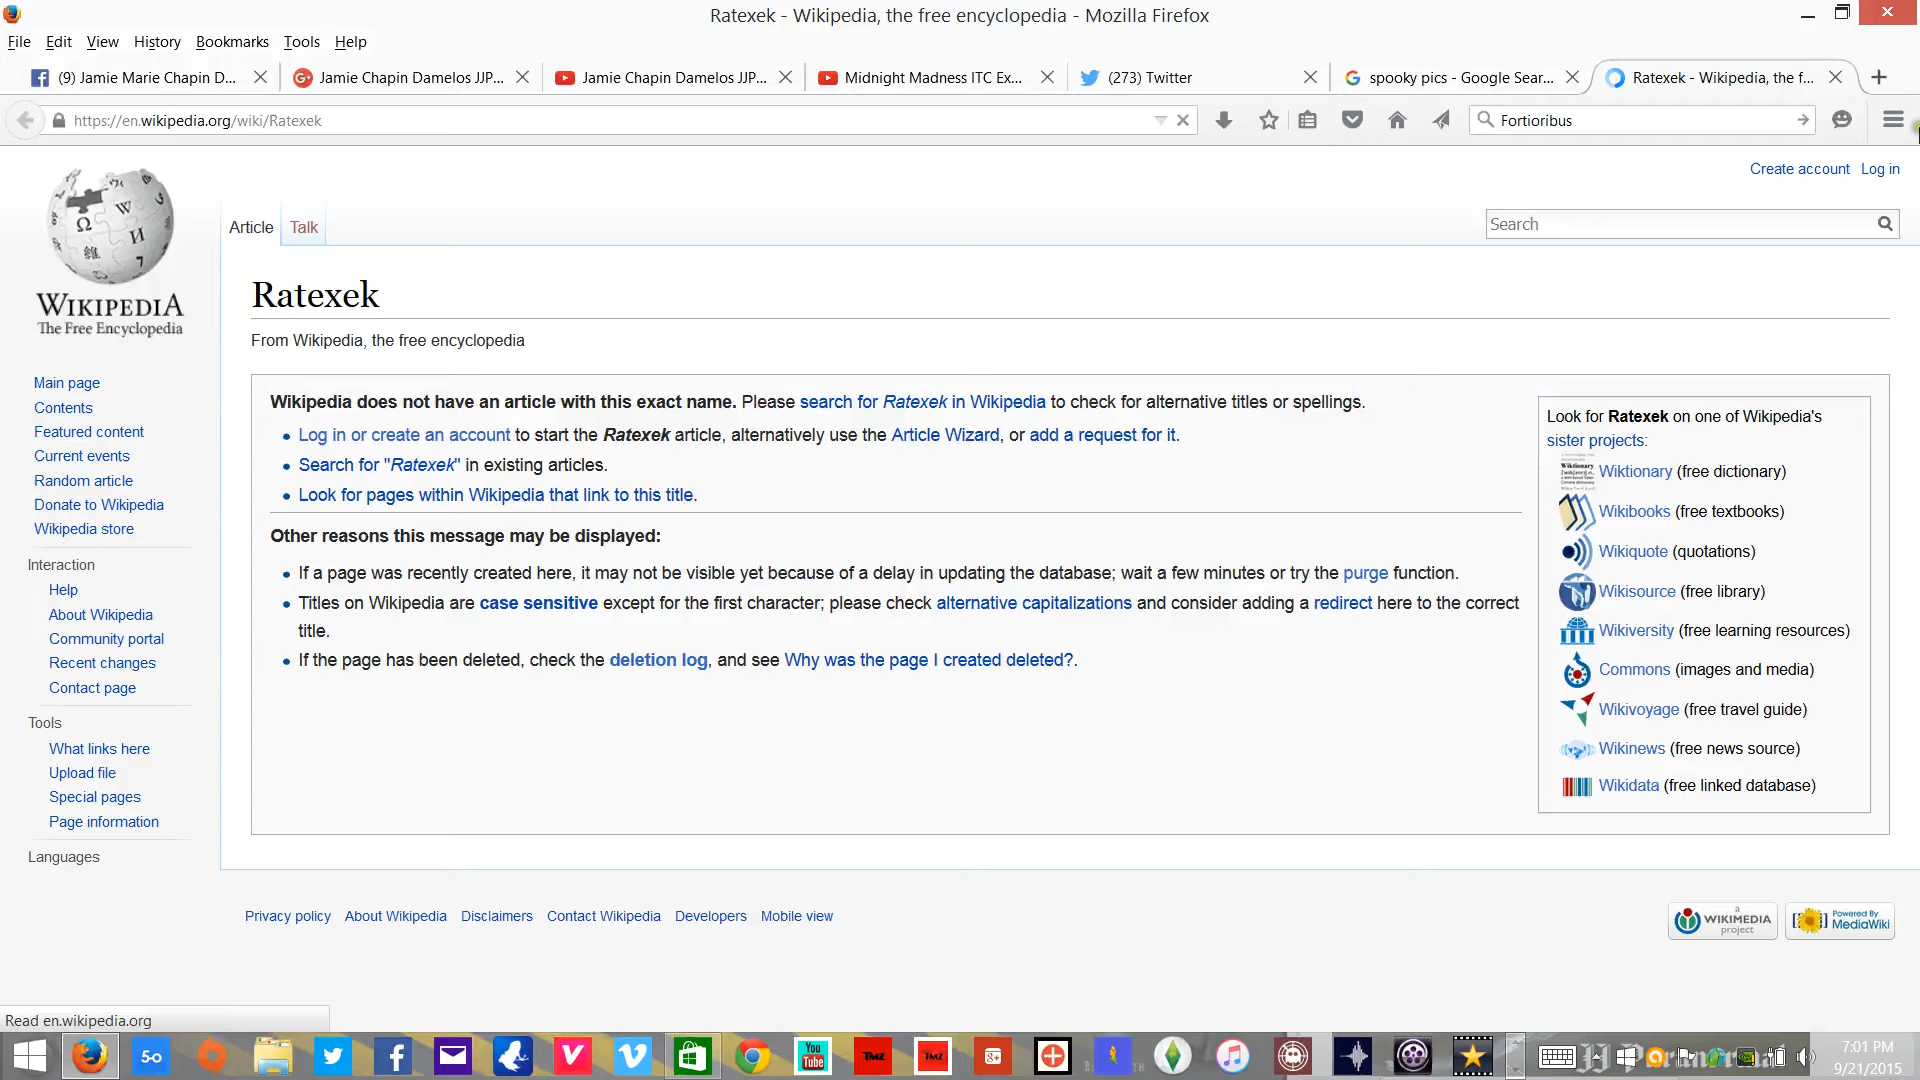 Ratexek - Wikipedia, the free encyclopedia - Mozilla Firefox
File Edit View History Bookmarks Tools Help
(9) Jamie Marie Chapin D... Jamie Chapin Damelos JJP... Jamie Chapin Damelos JJP... Midnight Madness ITC Ex... (273) Twitter spooky pics - Google Sear... Ratexek - Wikipedia, the f...
https://en.wikipedia.org/wiki/Ratexek Fortioribus
Create account Log in
Article Talk Search
WIKIPEDIA
The Free Encyclopedia
Main page
Contents
Featured content
Current events
Random article
Donate to Wikipedia
Wikipedia store
Interaction
Help
About Wikipedia
Community portal
Recent changes
Contact page
Tools
What links here
Upload file
Special pages
Page information
Languages
Ratexek
From Wikipedia, the free encyclopedia
Wikipedia does not have an article with this exact name. Please search for Ratexek in Wikipedia to check for alternative titles or spellings.
• Log in or create an account to start the Ratexek article, alternatively use the Article Wizard, or add a request for it.
• Search for "Ratexek" in existing articles.
• Look for pages within Wikipedia that link to this title.
Other reasons this message may be displayed:
• If a page was recently created here, it may not be visible yet because of a delay in updating the database; wait a few minutes or try the purge function.
• Titles on Wikipedia are case sensitive except for the first character; please check alternative capitalizations and consider adding a redirect here to the correct
title.
• If the page has been deleted, check the deletion log, and see Why was the page I created deleted?.
Look for Ratexek on one of Wikipedia's
sister projects:
Wiktionary (free dictionary)
Wikibooks (free textbooks)
Wikiquote (quotations)
Wikisource (free library)
Wikiversity (free learning resources)
Commons (images and media)
Wikivoyage (free travel guide)
Wikinews (free news source)
Wikidata (free linked database)
Privacy policy About Wikipedia Disclaimers Contact Wikipedia Developers Mobile view
a WIKIMEDIA project
Powered By MediaWiki
Read en.wikipedia.org
5-0 You Tube TMZ TMZ
7:01 PM
9/21/2015